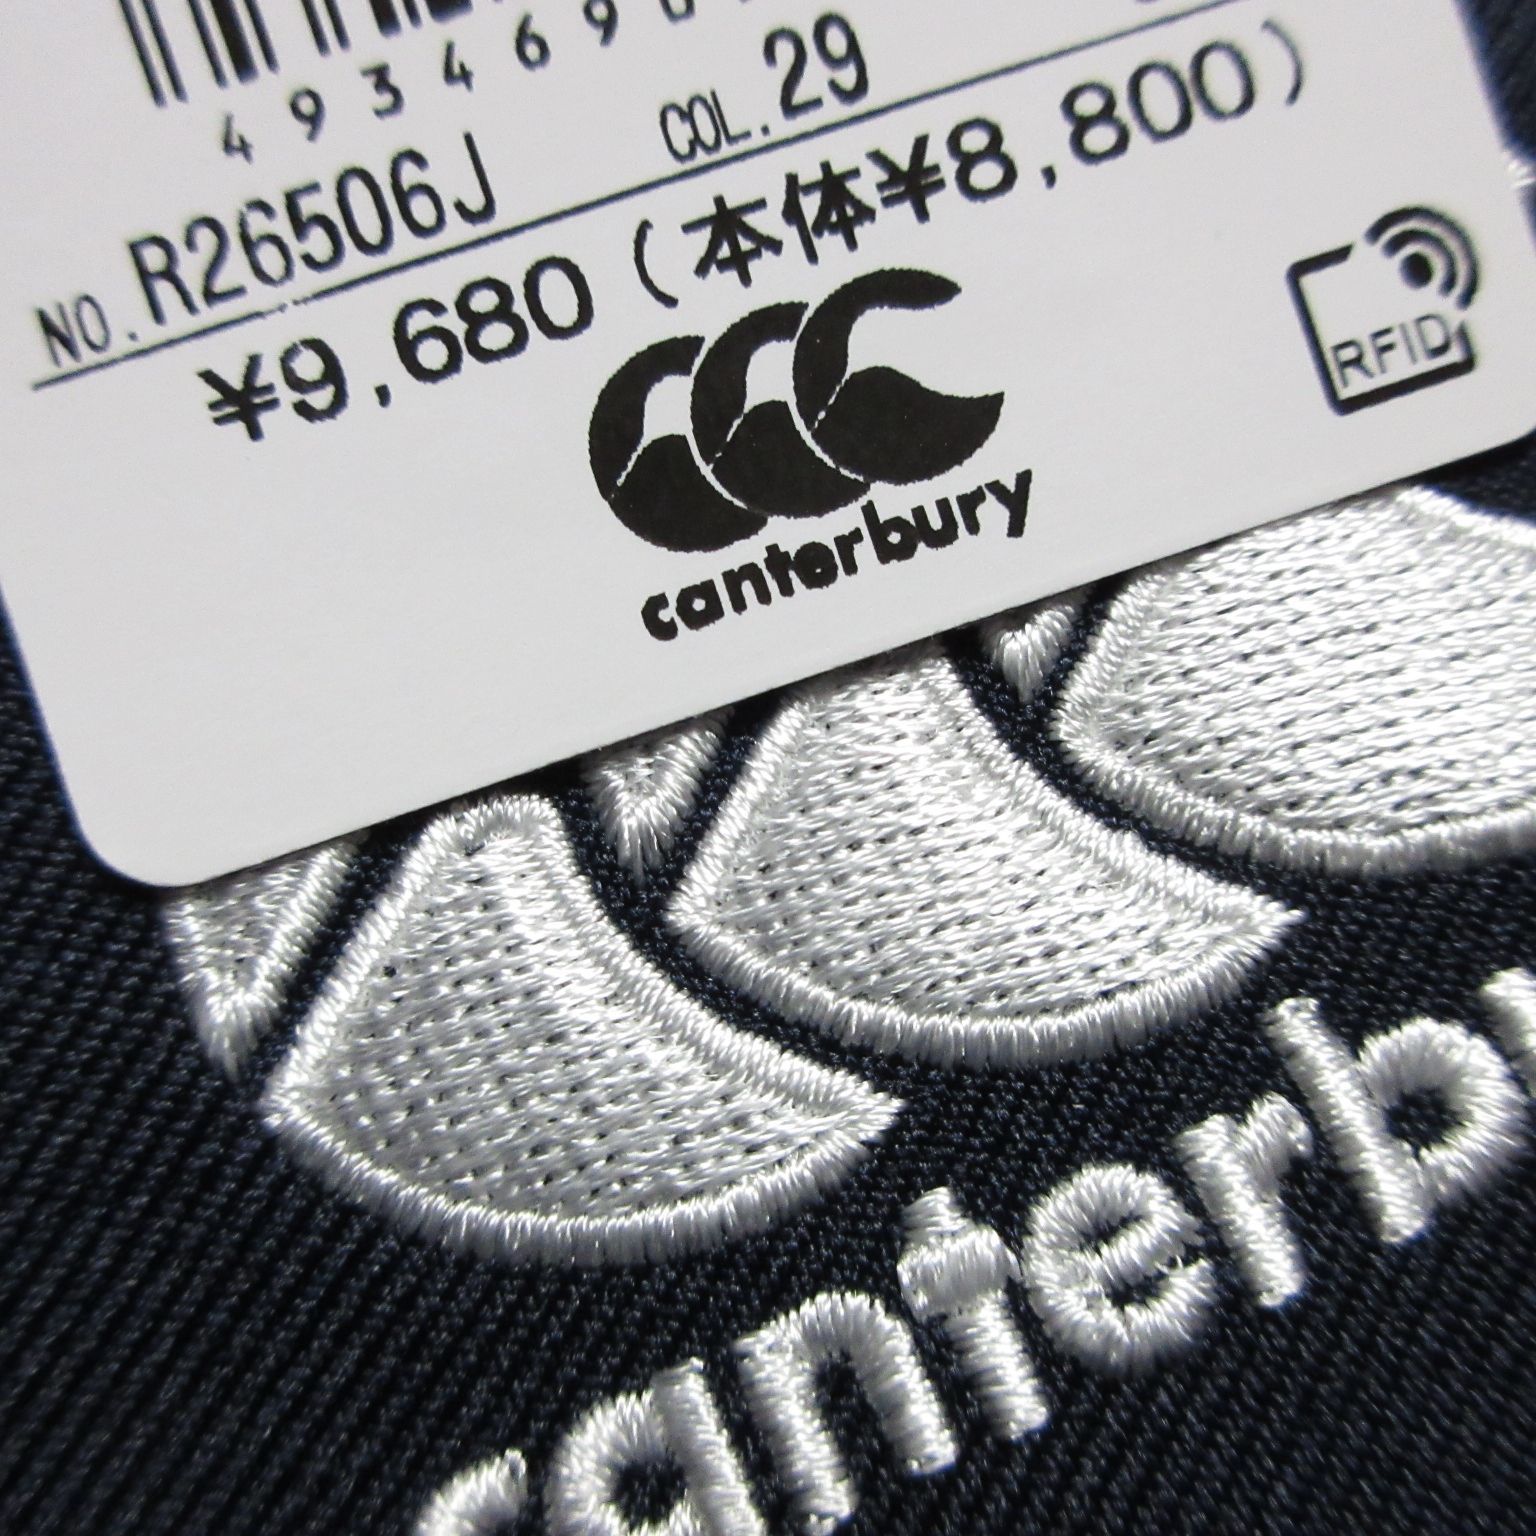 4 9 3 4 6 9
NO. R26506J COL. 29
¥9,680(本体¥8,800)
RFID
canterbury
canterb